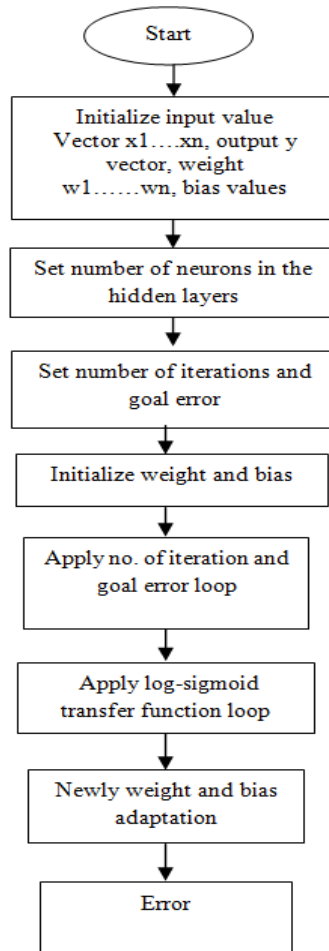 Start
Initialize input value
Vector x1....xn, output y
vector, weight
w1......wn, bias values
Set number of neurons in the
hidden layers
Set number of iterations and
goal error
Initialize weight and bias
Apply no. of iteration and
goal error loop
Apply log-sigmoid
transfer function loop
Newly weight and bias
adaptation
Error